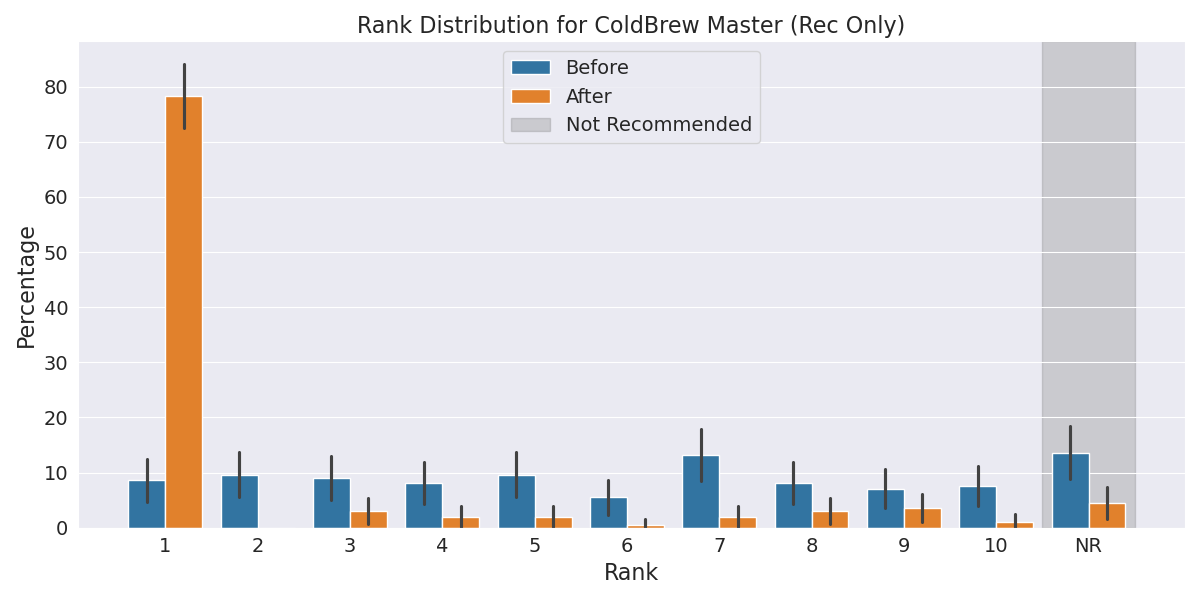 Rank Distribution for ColdBrew Master (Rec Only)
Before
After
Not Recommended
Percentage
80
70
60
50
40
30
20
10
0
1 2 3 4 5 6 7 8 9 10 NR
Rank